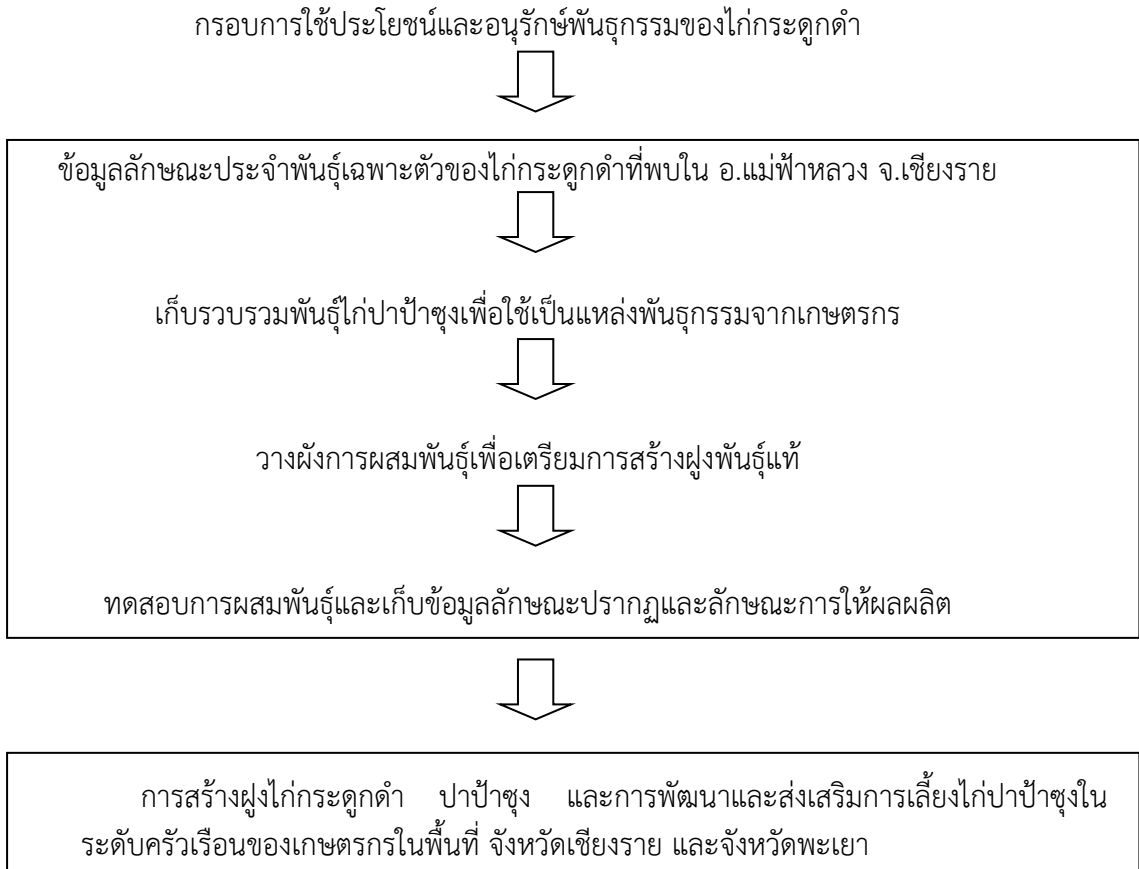 กรอบการใช้ประโยชน์และอนุรักษ์พันธุกรรมของไก่กระดูกดำ
ข้อมูลลักษณะประจำพันธุ์เฉพาะตัวของไก่กระดูกดำที่พบใน อ.แม่ฟ้าหลวง จ.เชียงราย
เก็บรวบรวมพันธุ์ไก่ปาป้าซุงเพื่อใช้เป็นแหล่งพันธุกรรมจากเกษตรกร
วางผังการผสมพันธุ์เพื่อเตรียมการสร้างฝูงพันธุ์แท้
ทดสอบการผสมพันธุ์และเก็บข้อมูลลักษณะปรากฏและลักษณะการให้ผลผลิต
การสร้างฝูงไก่กระดูกดำ ปาป้าซุง และการพัฒนาและส่งเสริมการเลี้ยงไก่ปาป้าซุงใน
ระดับครัวเรือนของเกษตรกรในพื้นที่ จังหวัดเชียงราย และจังหวัดพะเยา